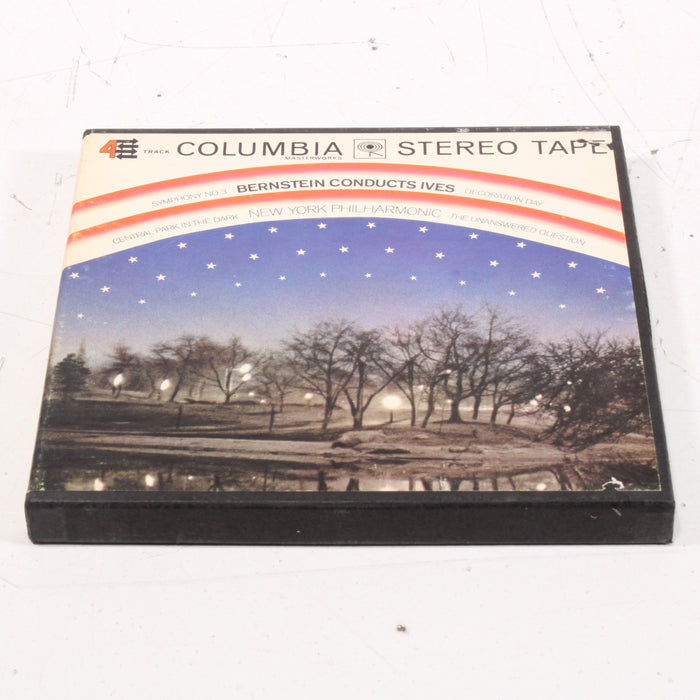 4 TRACK COLUMBIA STEREO TAPE
MASTERWORKS
SYMPHONY NO. 3 BERNSTEIN CONDUCTS IVES DECORATION DAY
CENTRAL PARK IN THE DARK NEW YORK PHILHARMONIC THE UNANSWERED QUESTION